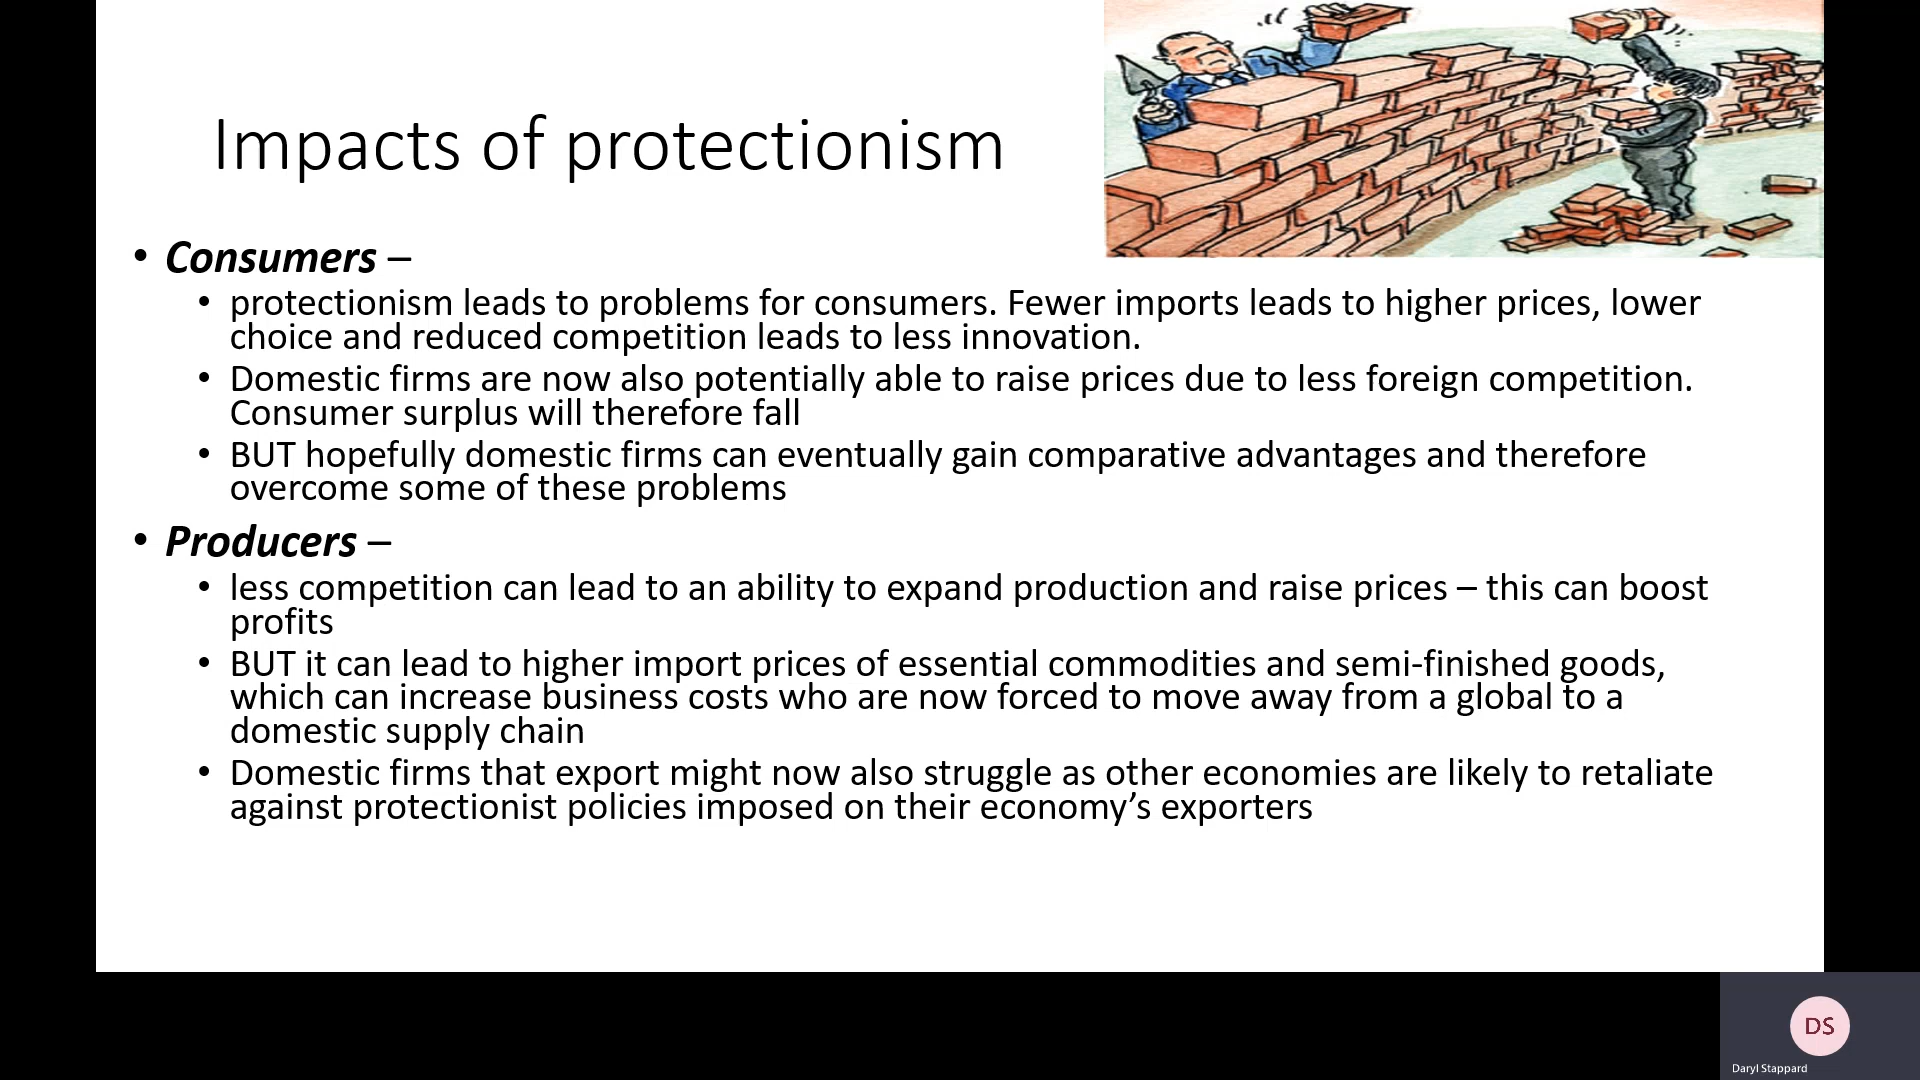 Impacts of protectionism
• Consumers –
• protectionism leads to problems for consumers. Fewer imports leads to higher prices, lower
choice and reduced competition leads to less innovation.
• Domestic firms are now also potentially able to raise prices due to less foreign competition.
Consumer surplus will therefore fall
• BUT hopefully domestic firms can eventually gain comparative advantages and therefore
overcome some of these problems
• Producers –
• less competition can lead to an ability to expand production and raise prices – this can boost
profits
• BUT it can lead to higher import prices of essential commodities and semi-finished goods,
which can increase business costs who are now forced to move away from a global to a
domestic supply chain
• Domestic firms that export might now also struggle as other economies are likely to retaliate
against protectionist policies imposed on their economy’s exporters
DS
Daryl Stappard